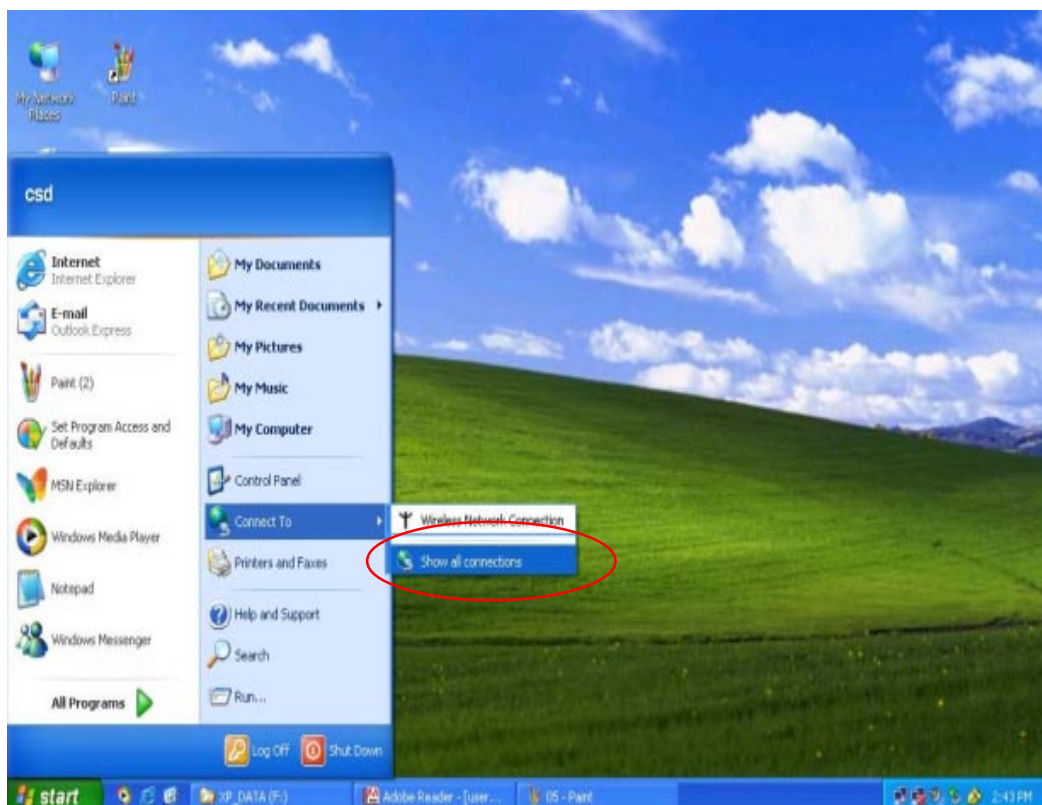 My Network
Places
Paint
csd
Internet
Internet Explorer
E-mail
Outlook Express
Paint (2)
Set Program Access and
Defaults
MSN Explorer
Windows Media Player
Notepad
Windows Messenger
All Programs
My Documents
My Recent Documents
My Pictures
My Music
My Computer
Control Panel
Connect To
Printers and Faxes
Help and Support
Search
Run...
Wireless Network Connection
Show all connections
Log Off
Shut Down
start
XP_DATA (F:)
Adobe Reader - [user...
05 - Paint
2:43 PM